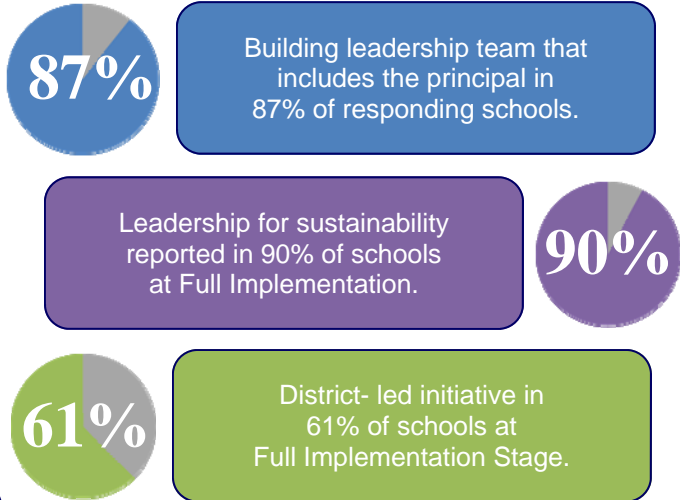 87%
Building leadership team that
includes the principal in
87% of responding schools.
Leadership for sustainability
reported in 90% of schools
at Full Implementation.
90%
61%
District- led initiative in
61% of schools at
Full Implementation Stage.